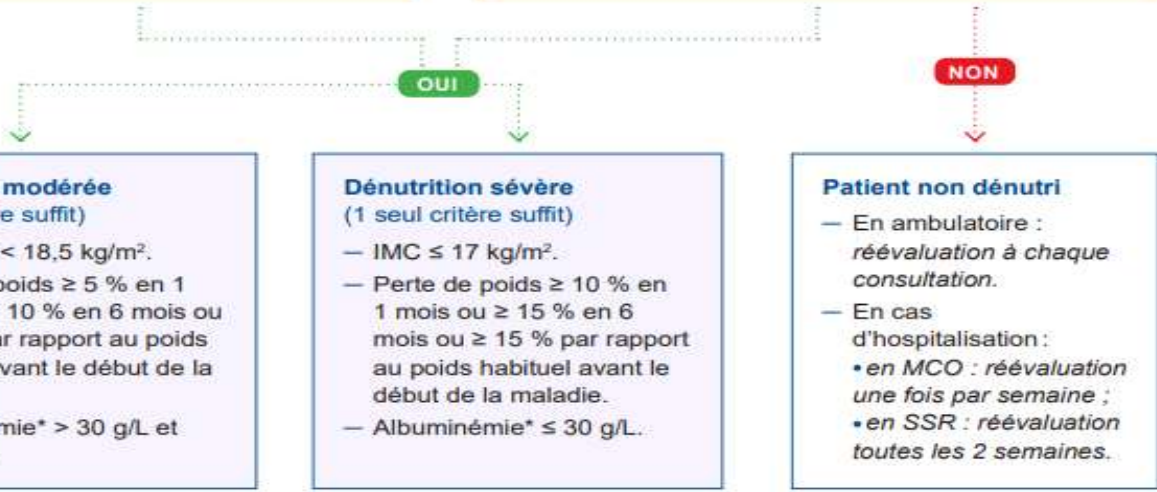 OUI
NON
modérée
e suffit)
< 18,5 kg/m².
poids ≥ 5 % en 1
10 % en 6 mois ou
r rapport au poids
vant le début de la
mie* > 30 g/L et
Dénutrition sévère
(1 seul critère suffit)
— IMC ≤ 17 kg/m².
— Perte de poids ≥ 10 % en
1 mois ou ≥ 15 % en 6
mois ou ≥ 15 % par rapport
au poids habituel avant le
début de la maladie.
— Albuminémie* ≤ 30 g/L.
Patient non dénutri
— En ambulatoire :
réévaluation à chaque
consultation.
— En cas
d'hospitalisation :
• en MCO : réévaluation
une fois par semaine ;
• en SSR : réévaluation
toutes les 2 semaines.